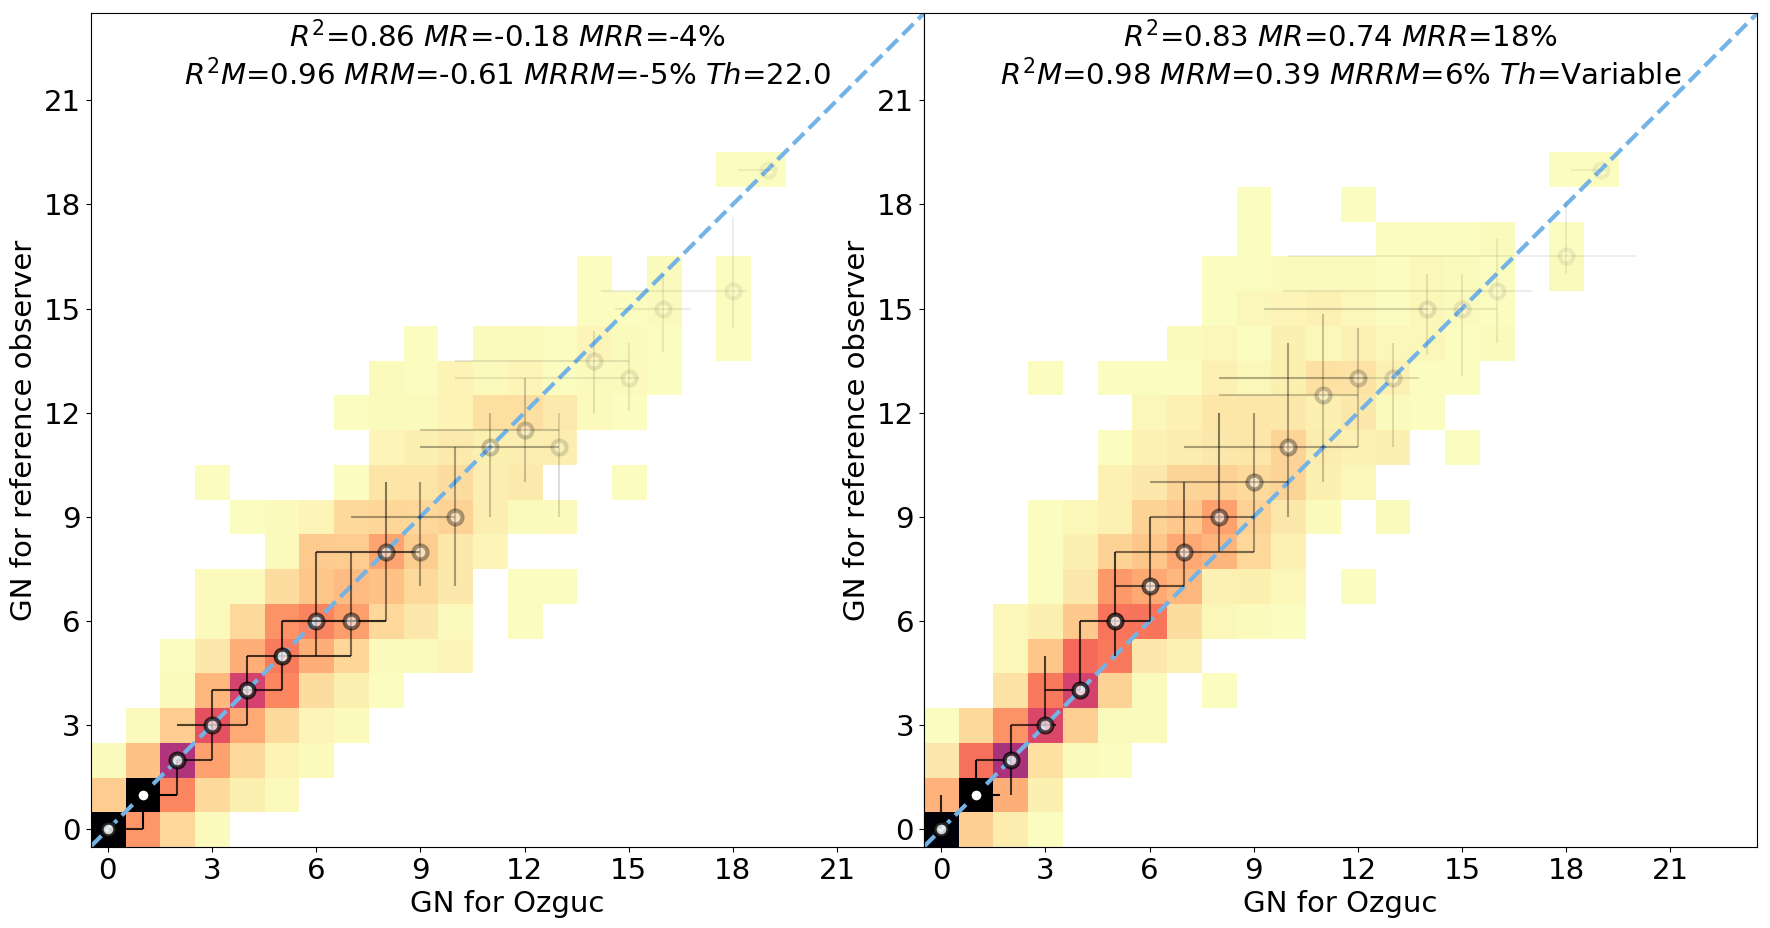 R²=0.86 MR=-0.18 MRR=-4%
R²M=0.96 MRM=-0.61 MRRM=-5% Th=22.0
21
18
15
12
9
6
3
0
GN for reference observer
0 3 6 9 12 15 18 21
GN for Ozguc
R²=0.83 MR=0.74 MRR=18%
R²M=0.98 MRM=0.39 MRRM=6% Th=Variable
21
18
15
12
9
6
3
0
GN for reference observer
0 3 6 9 12 15 18 21
GN for Ozguc